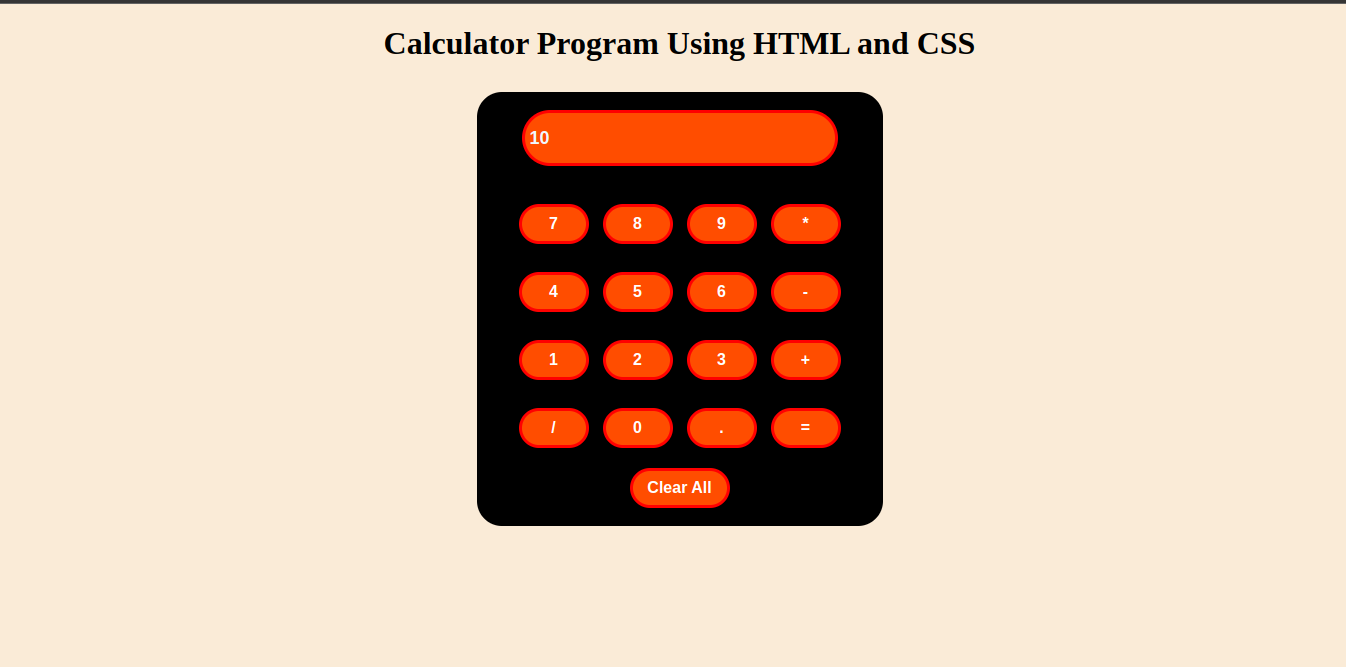 Calculator Program Using HTML and CSS
10
7 8 9 *
4 5 6 -
1 2 3 +
/ 0 . =
Clear All